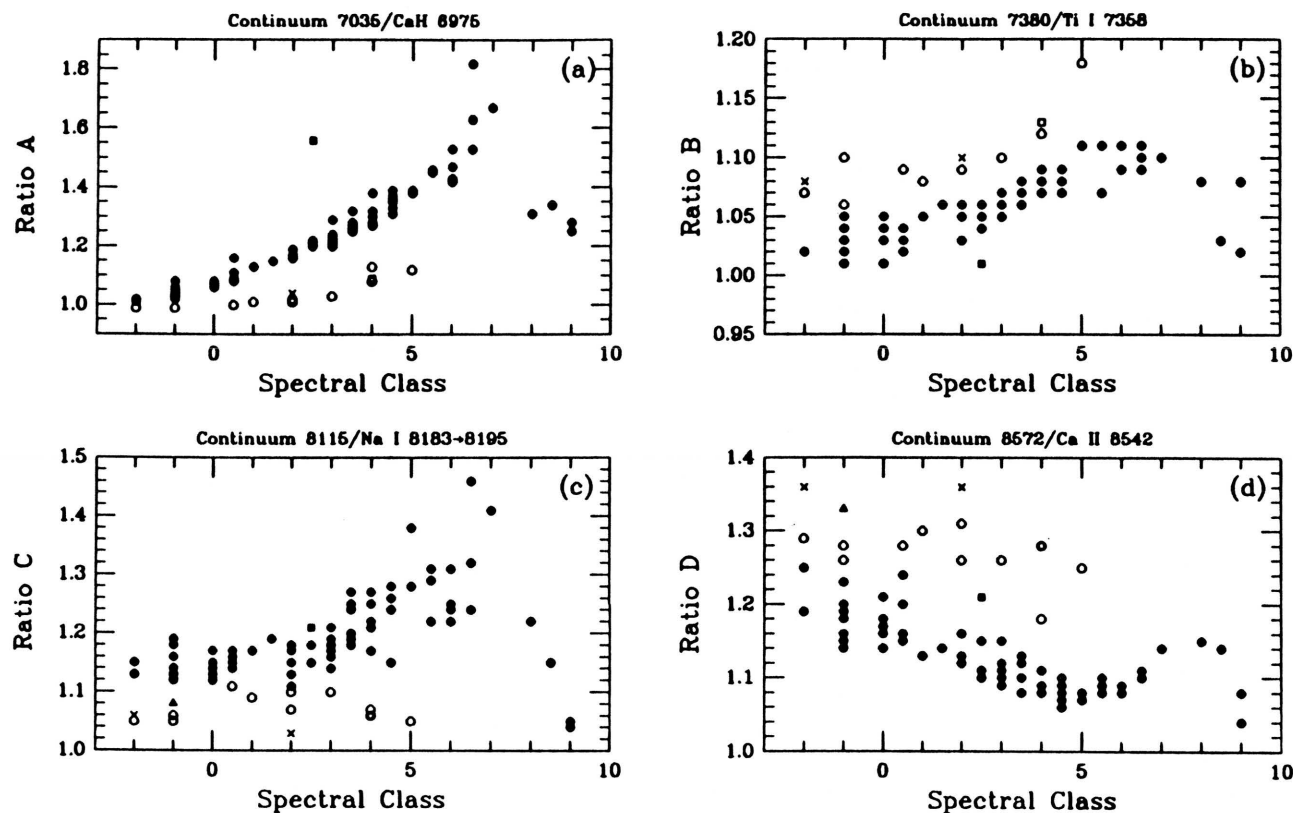 Continuum 7035/CaH 6975
(a)
1.8
1.6
1.4
1.2
1.0
Ratio A
0 5 10
Spectral Class
Continuum 7380/Ti I 7358
(b)
1.20
1.15
1.10
1.05
1.00
0.95
Ratio B
0 5 10
Spectral Class
Continuum 8115/Na I 8183→8195
(c)
1.5
1.4
1.3
1.2
1.1
1.0
Ratio C
0 5 10
Spectral Class
Continuum 8572/Ca II 8542
(d)
1.4
1.3
1.2
1.1
1.0
Ratio D
0 5 10
Spectral Class